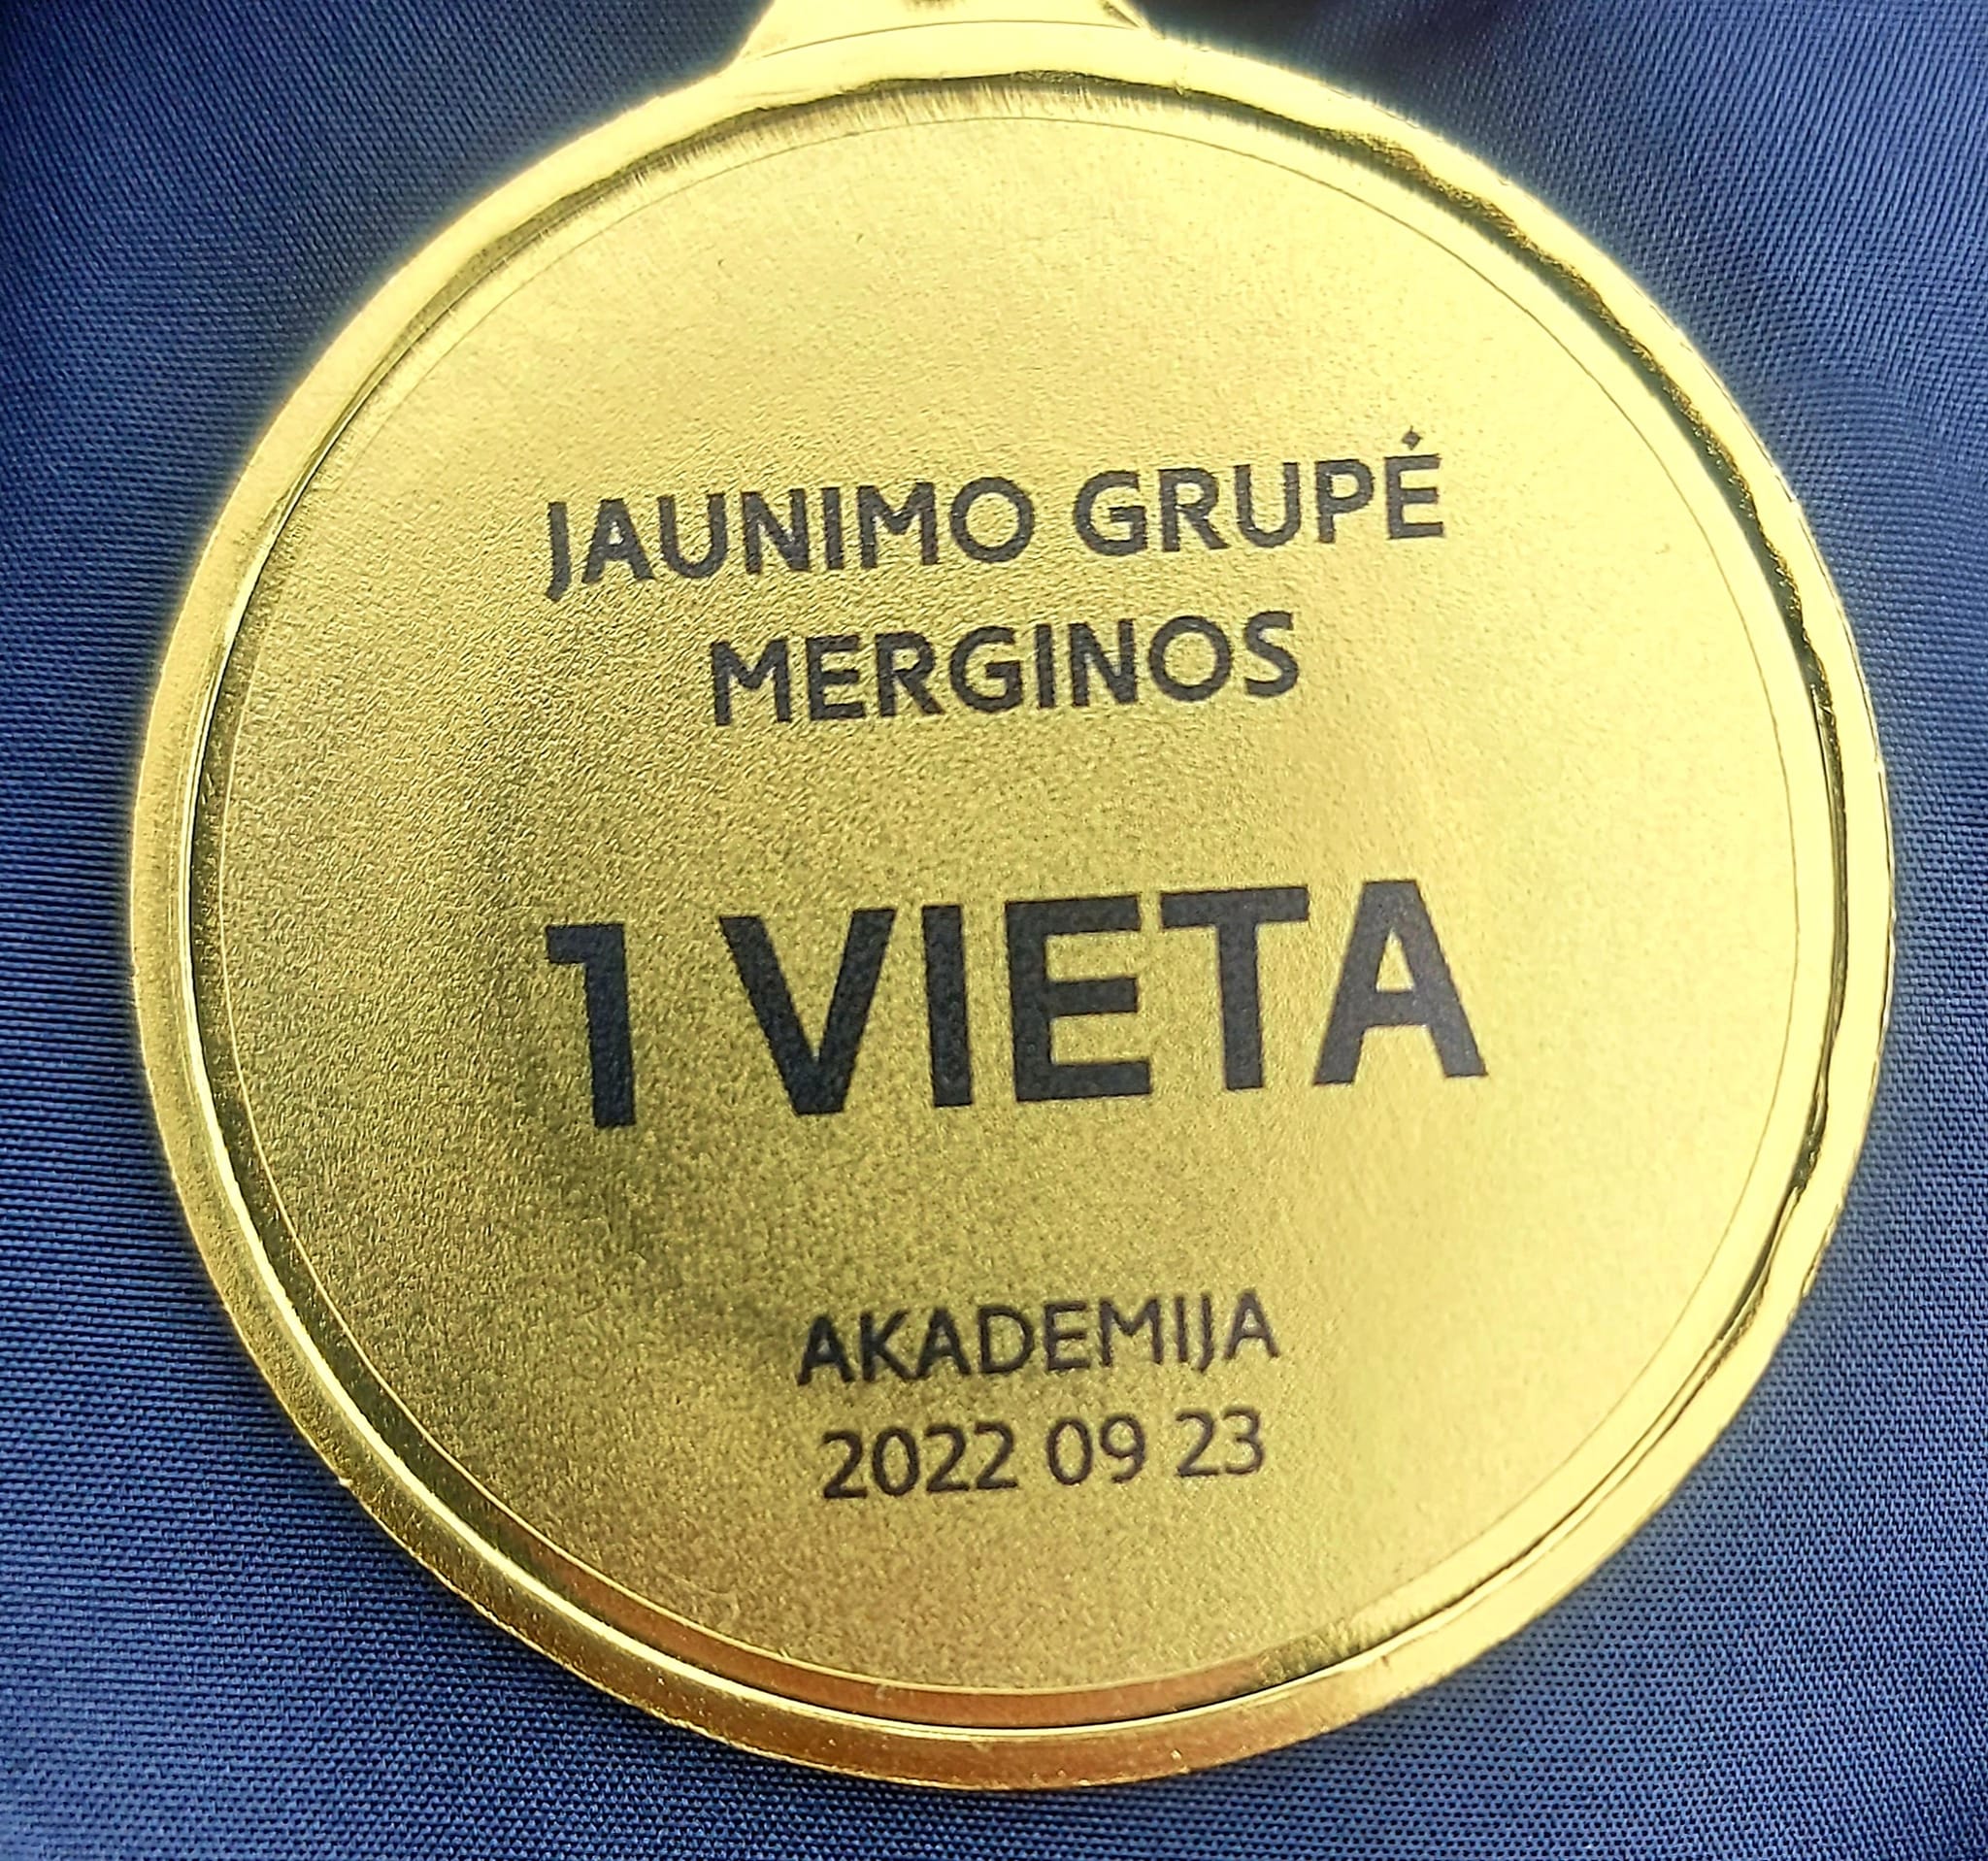 JAUNIMO GRUPĖ
MERGINOS
1 VIETA
AKADEMIJA
2022 09 23